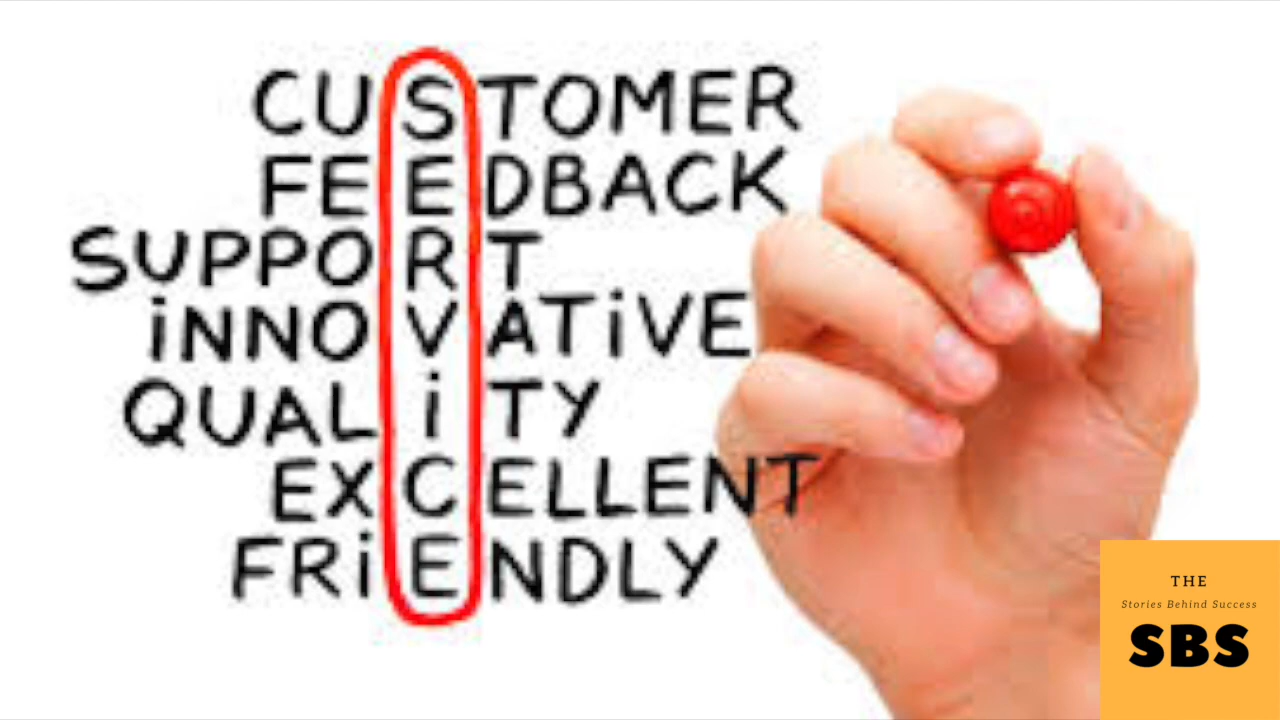 CUSTOMER
FEEDBACK
SUPPORT
iNNOVATiVE
QUALiTY
EXCELLENT
FRiENDLY
THE
Stories Behind Success
SBS